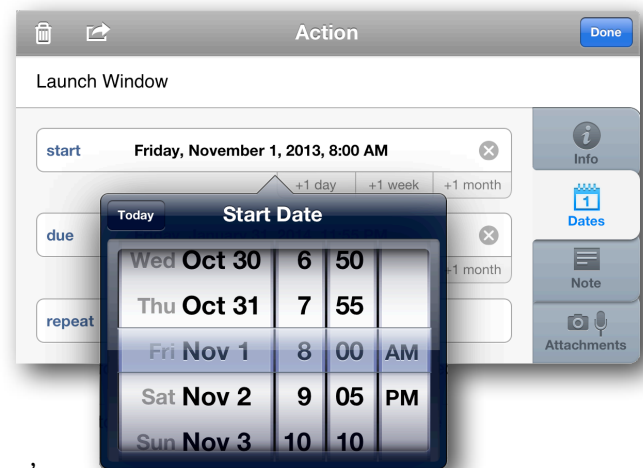 Action
Done
Launch Window
start Friday, November 1, 2013, 8:00 AM
+1 day +1 week +1 month
Today Start Date
due
+1 month
repeat
Wed Oct 30 6 50
Thu Oct 31 7 55
Fri Nov 1 8 00 AM
Sat Nov 2 9 05 PM
Sun Nov 3 10 10
Info
1
Dates
Note
Attachments
,